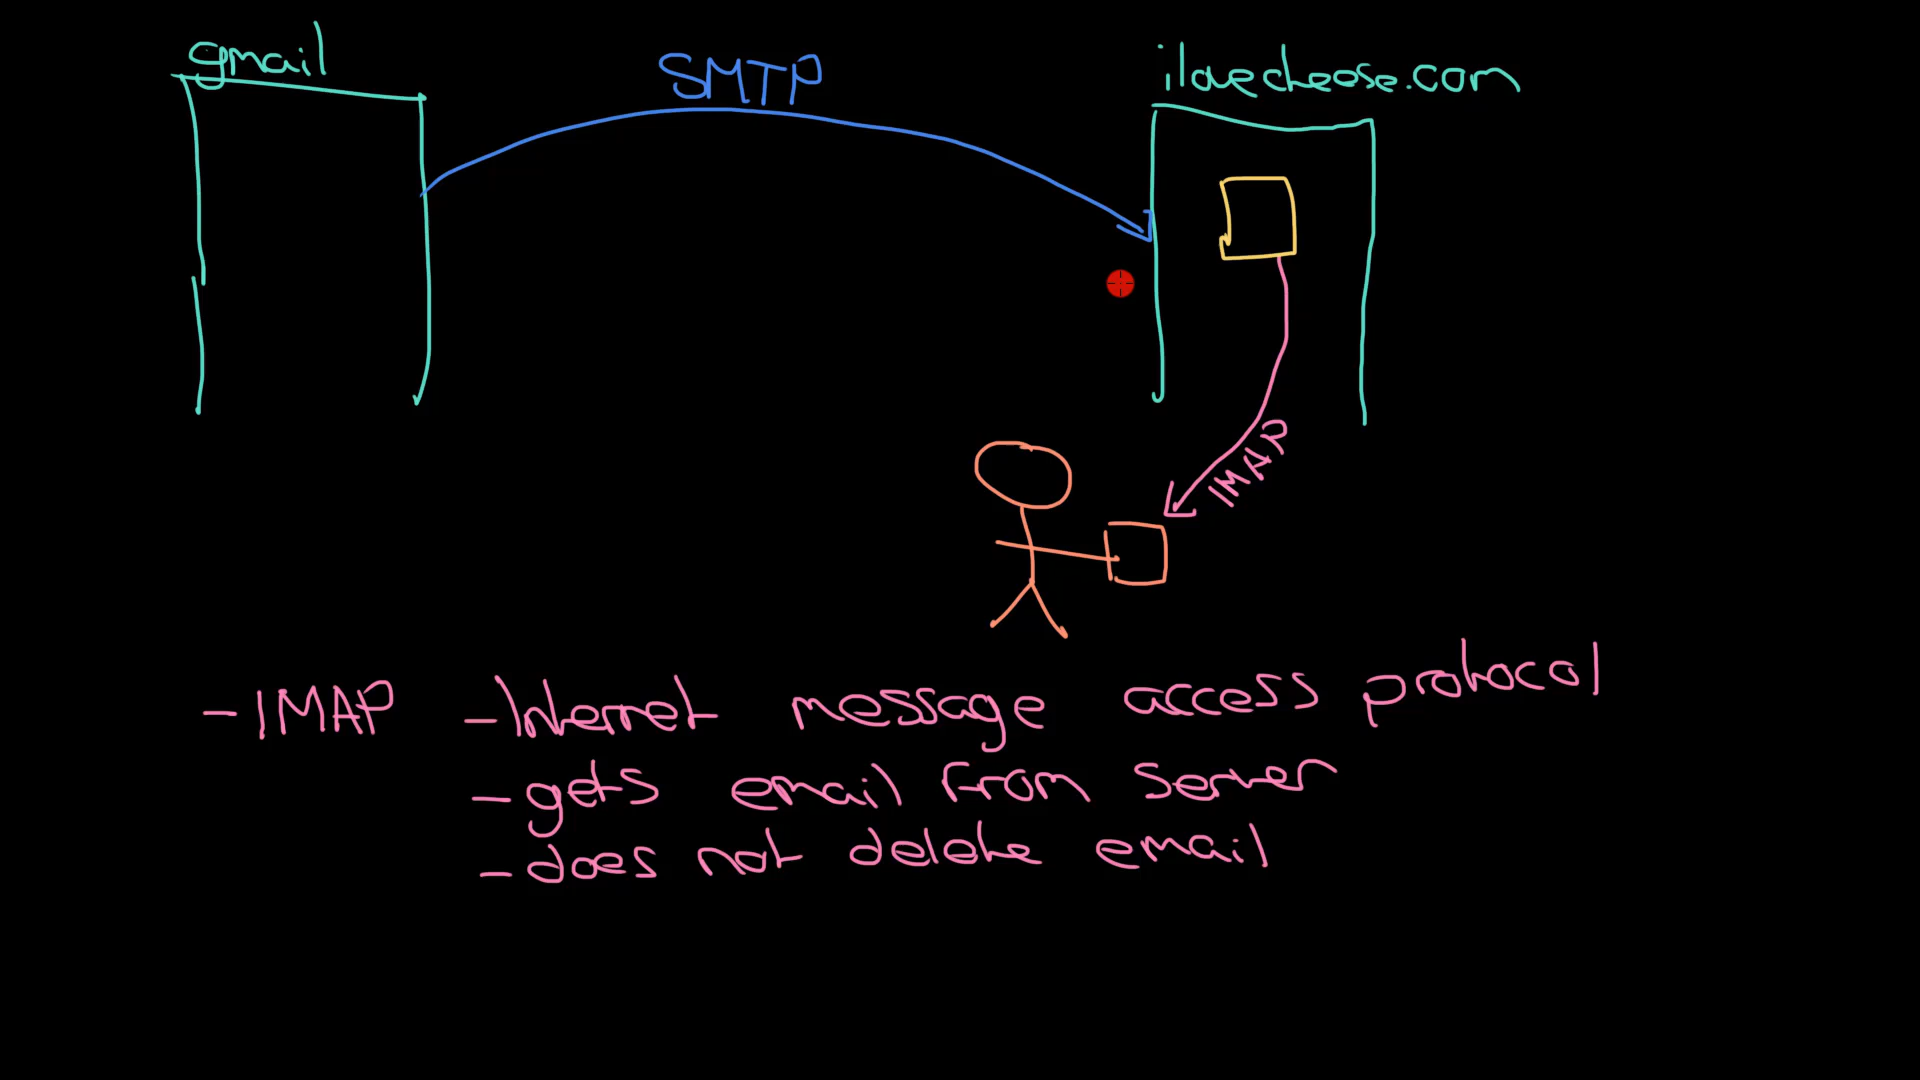 gmail
SMTP
ilovecheese.com
IMAP
-IMAP -Internet message access protocol
-gets email from server
-does not delete email